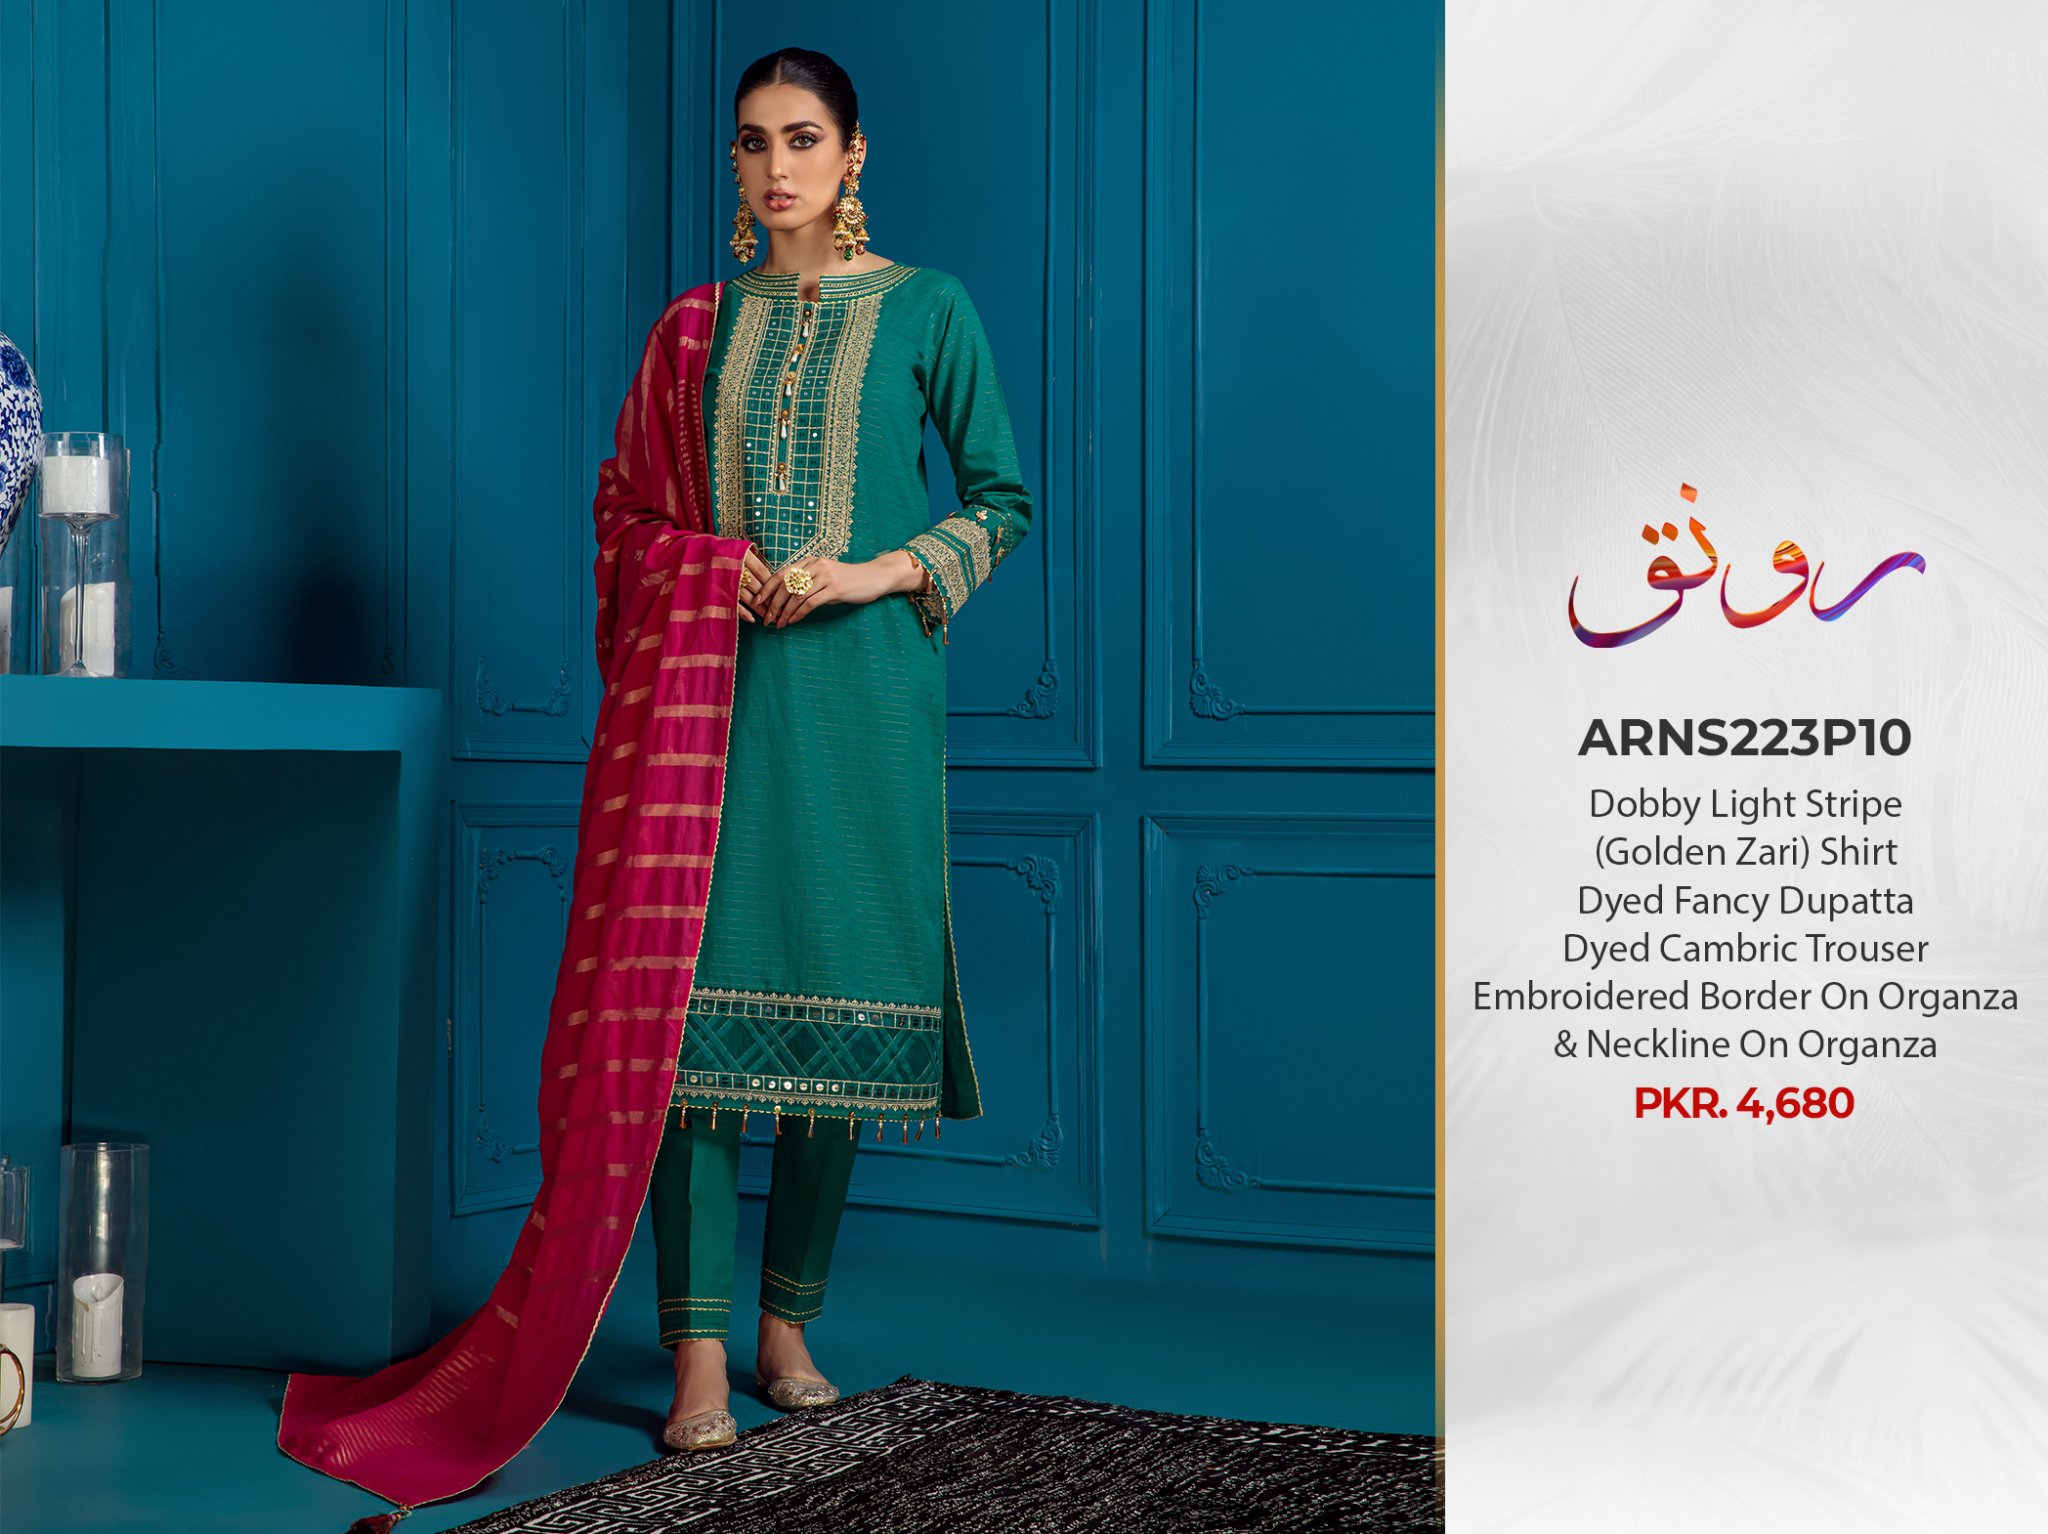 رونق
ARNS223P10
Dobby Light Stripe
(Golden Zari) Shirt
Dyed Fancy Dupatta
Dyed Cambric Trouser
Embroidered Border On Organza
& Neckline On Organza
PKR. 4,680